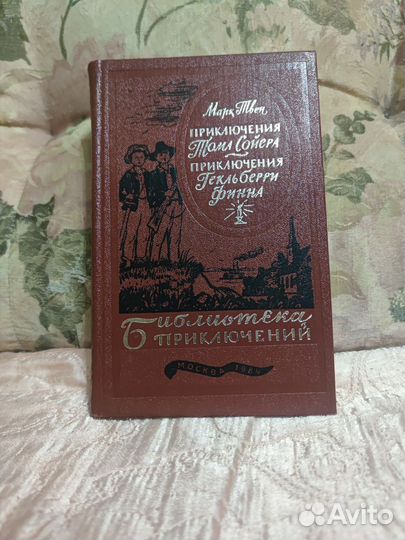 Марк Твен
ПРИКЛЮЧЕНИЯ
Тома Сойера
ПРИКЛЮЧЕНИЯ
Гекльберри
Финна
Библиотека
ПРИКЛЮЧЕНИЙ
МОСКВА 1984
Avito